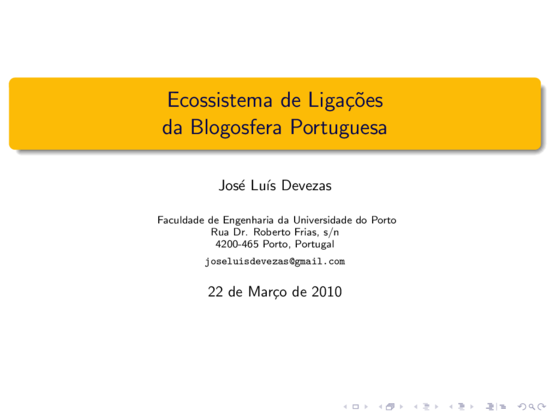 Ecossistema de Ligações
da Blogosfera Portuguesa
José Luís Devezas
Faculdade de Engenharia da Universidade do Porto
Rua Dr. Roberto Frias, s/n
4200-465 Porto, Portugal
joseluisdevezas@gmail.com
22 de Março de 2010